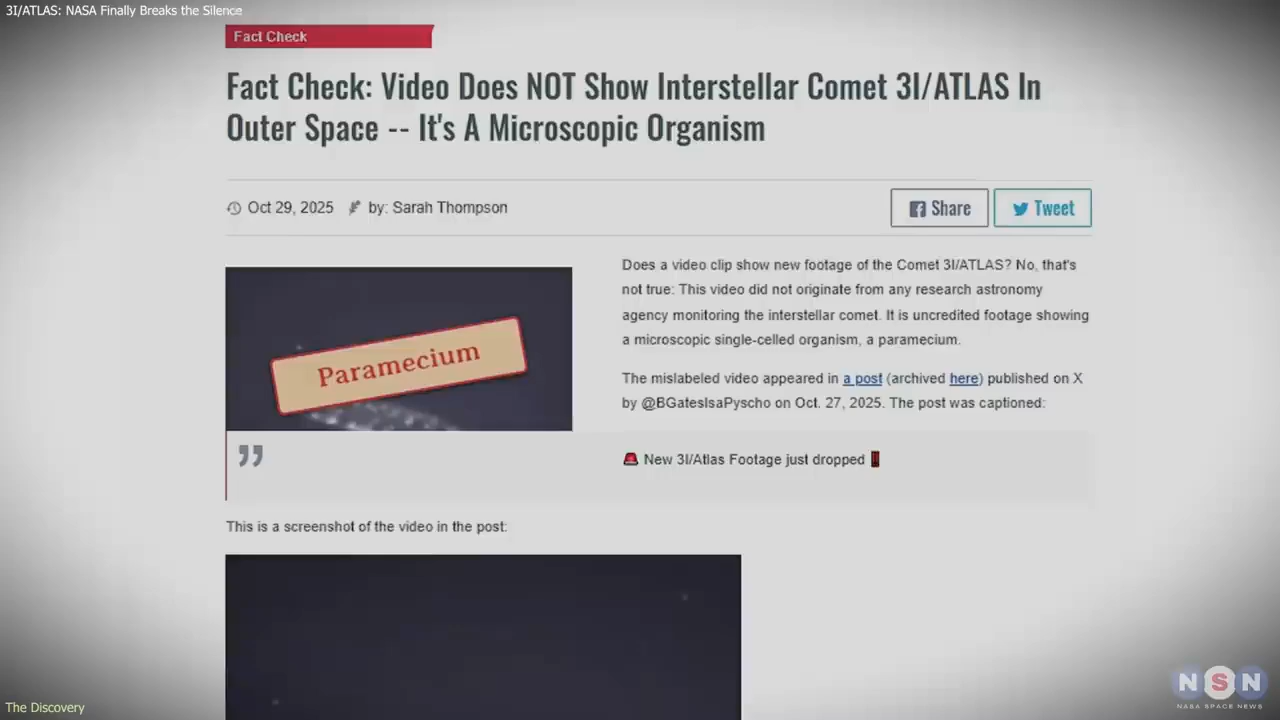 3I/ATLAS: NASA Finally Breaks the Silence
Fact Check
Fact Check: Video Does NOT Show Interstellar Comet 3I/ATLAS In
Outer Space -- It's A Microscopic Organism
Oct 29, 2025 by: Sarah Thompson
Share
Tweet
Does a video clip show new footage of the Comet 3I/ATLAS? No, that's
not true: This video did not originate from any research astronomy
agency monitoring the interstellar comet. It is uncredited footage showing
a microscopic single-celled organism, a paramecium.
Paramecium
The mislabeled video appeared in a post (archived here) published on X
by @BGatesIsaPyscho on Oct. 27, 2025. The post was captioned:
🚨 New 3I/Atlas Footage just dropped
This is a screenshot of the video in the post:
NSN
NASA SPACE NEWS
The Discovery